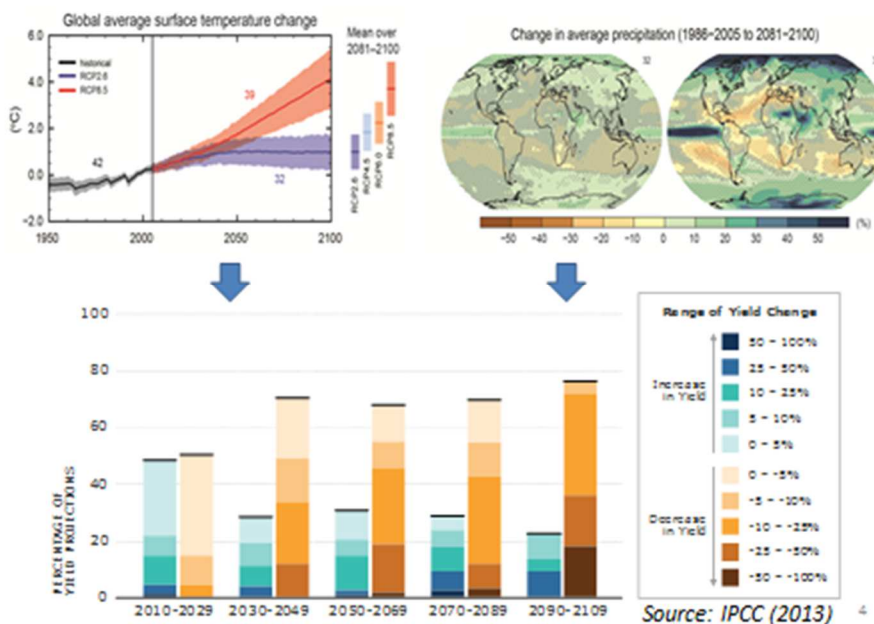 Global average surface temperature change
6.0
4.0
2.0
0.0
−2.0
(°C)
historical
RCP2.6
RCP8.5
42
39
32
1950
2000
2050
2100
Mean over
2081–2100
RCP2.6
RCP4.5
RCP6.0
RCP8.5
Change in average precipitation (1986−2005 to 2081−2100)
32
−50 −40 −30 −20 −10 0 10 20 30 40 50
(%)
100
80
60
40
20
0
PERCENTAGE OF
YIELD PROJECTIONS
2010-2029 2030-2049 2050-2069 2070-2089 2090-2109
Range of Yield Change
Increase
in Yield
50 – 100%
25 – 50%
10 – 25%
5 – 10%
0 – 5%
Decrease
in Yield
0 – -5%
-5 – -10%
-10 – -25%
-25 – -50%
-50 – -100%
Source: IPCC (2013)
4